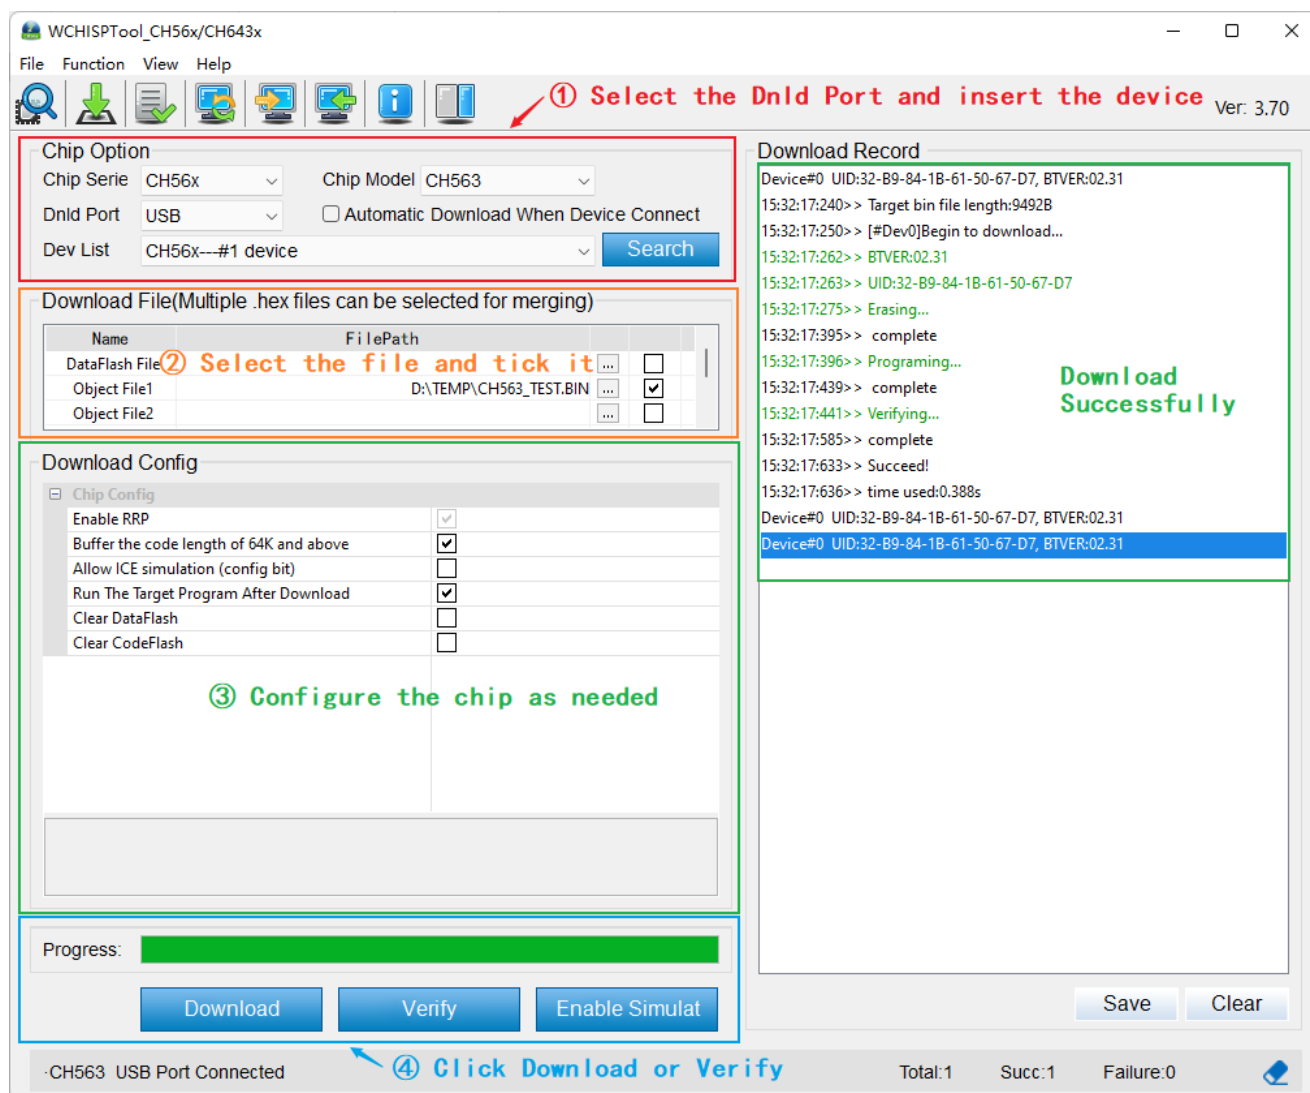 WCHISPTool_CH56x/CH643x
File Function View Help
① Select the Dnld Port and insert the device
Ver: 3.70
Chip Option
Chip Serie CH56x Chip Model CH563
Dnld Port USB Automatic Download When Device Connect
Dev List CH56x---#1 device Search
Download File(Multiple .hex files can be selected for merging)
Name FilePath
DataFlash File ...
② Select the file and tick it
Object File1 D:\TEMP\CH563_TEST.BIN ...
Object File2 ...
Download Config
Chip Config
Enable RRP
Buffer the code length of 64K and above
Allow ICE simulation (config bit)
Run The Target Program After Download
Clear DataFlash
Clear CodeFlash
③ Configure the chip as needed
Progress:
Download Verify Enable Simulat
④ Click Download or Verify
Download Record
Device#0 UID:32-B9-84-1B-61-50-67-D7, BTVER:02.31
15:32:17:240>> Target bin file length:9492B
15:32:17:250>> [#Dev0]Begin to download...
15:32:17:262>> BTVER:02.31
15:32:17:263>> UID:32-B9-84-1B-61-50-67-D7
15:32:17:275>> Erasing...
15:32:17:395>> complete
15:32:17:396>> Programing...
15:32:17:439>> complete
15:32:17:441>> Verifying...
15:32:17:585>> complete
15:32:17:633>> Succeed!
15:32:17:636>> time used:0.388s
Device#0 UID:32-B9-84-1B-61-50-67-D7, BTVER:02.31
Device#0 UID:32-B9-84-1B-61-50-67-D7, BTVER:02.31
Download
Successfully
Save Clear
·CH563 USB Port Connected Total:1 Succ:1 Failure:0